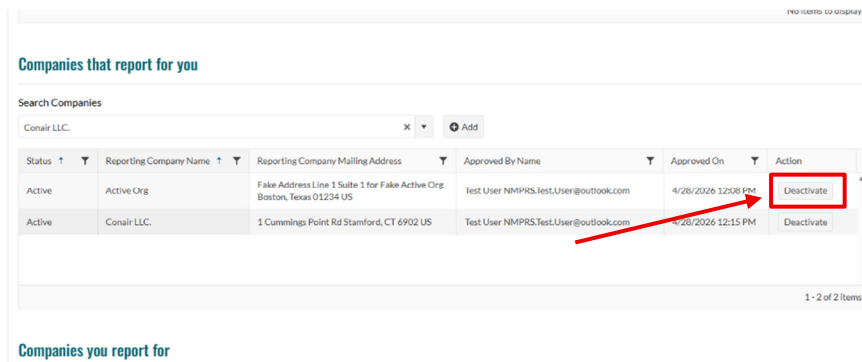 No items to display
Companies that report for you
Search Companies
Conair LLC.
Add
Status Reporting Company Name Reporting Company Mailing Address Approved By Name Approved On Action
Active Active Org Fake Address Line 1 Suite 1 for Fake Active Org Test User NMPRS.Test.User@outlook.com 4/28/2026 12:08 PM Deactivate
Boston, Texas 01234 US
Active Conair LLC. 1 Cummings Point Rd Stamford, CT 6902 US Test User NMPRS.Test.User@outlook.com 4/28/2026 12:15 PM Deactivate
1 - 2 of 2 items
Companies you report for